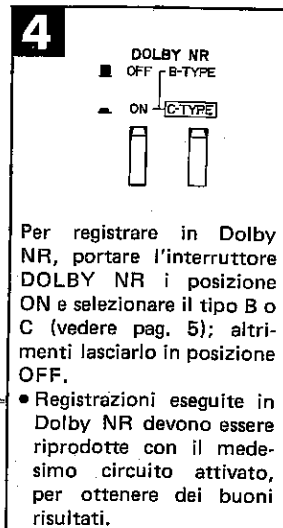 4
DOLBY NR
OFF B-TYPE
ON C-TYPE
Per registrare in Dolby
NR, portare l'interruttore
DOLBY NR i posizione
ON e selezionare il tipo B o
C (vedere pag. 5); altri-
menti lasciarlo in posizione
OFF.
• Registrazioni eseguite in
Dolby NR devono essere
riprodotte con il mede-
simo circuito attivato,
per ottenere dei buoni
risultati.